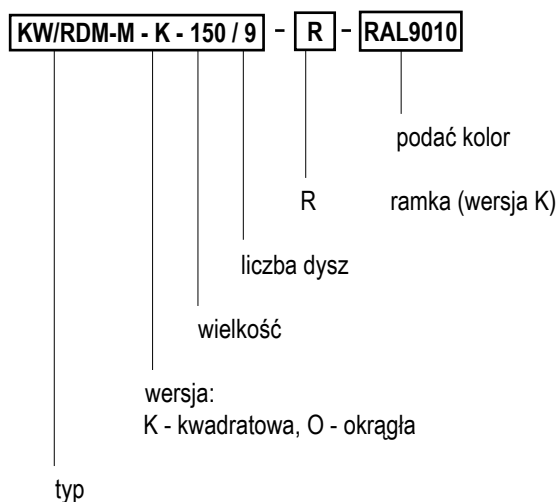 KW/RDM-M - K - 150 / 9 - R - RAL9010
podać kolor
R ramka (wersja K)
liczba dysz
wielkość
wersja:
K - kwadratowa, O - okrągła
typ